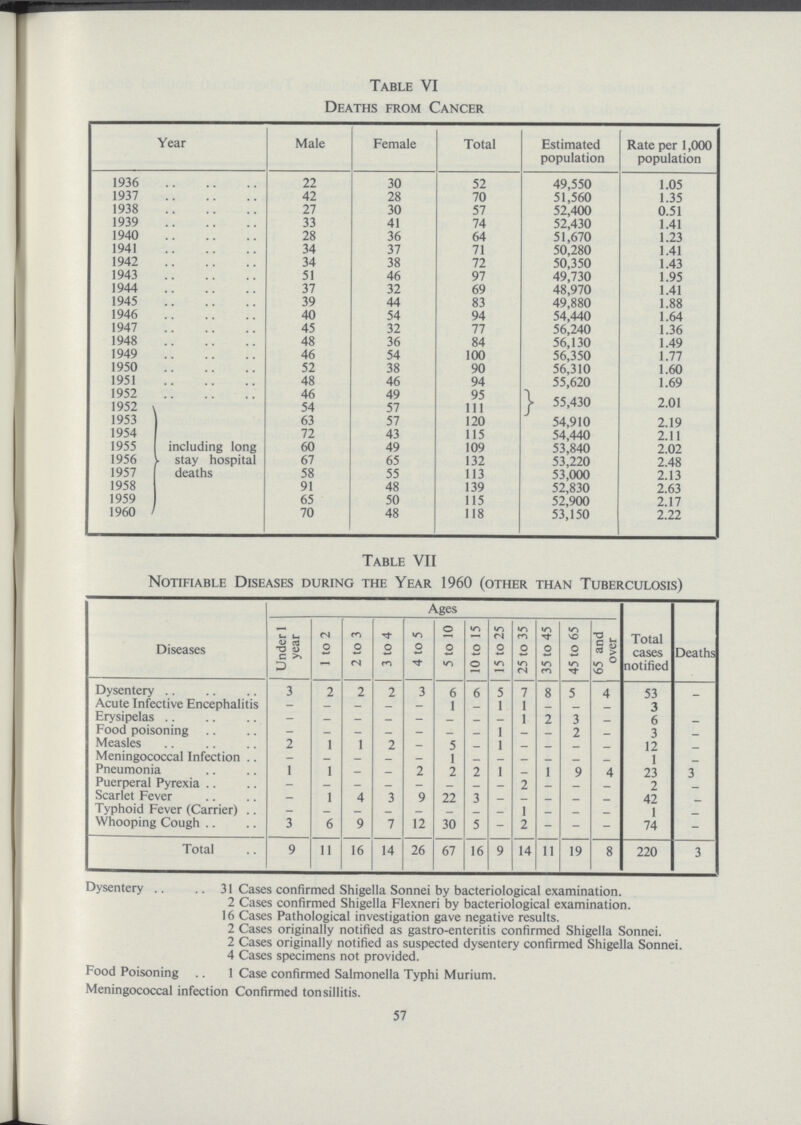 TABLE VI
DEATHS FROM CANCER
Year Male Female Total Estimated population Rate per 1,000 population
1936 .. .. .. 22 30 52 49,550 1.05
1937 .. .. .. 42 28 70 51,560 1.35
1938 .. .. .. 27 30 57 52,400 0.51
1939 .. .. .. 33 41 74 52,430 1.41
1940 .. .. .. 28 36 64 51,670 1.23
1941 .. .. .. 34 37 71 50,280 1.41
1942 .. .. .. 34 38 72 50,350 1.43
1943 .. .. .. 51 46 97 49,730 1.95
1944 .. .. .. 37 32 69 48,970 1.41
1945 .. .. .. 39 44 83 49,880 1.88
1946 .. .. .. 40 54 94 54,440 1.64
1947 .. .. .. 45 32 77 56,240 1.36
1948 .. .. .. 48 36 84 56,130 1.49
1949 .. .. .. 46 54 100 56,350 1.77
1950 .. .. .. 52 38 90 56,310 1.60
1951 .. .. .. 48 46 94 55,620 1.69
1952 .. .. .. 46 49 95 } 55,430 2.01
1952 54 57 111
1953 63 57 120 54,910 2.19
1954 72 43 115 54,440 2.11
1955 including long 60 49 109 53,840 2.02
1956 } stay hospital 67 65 132 53,220 2.48
1957 deaths 58 55 113 53,000 2.13
1958 91 48 139 52,830 2.63
1959 65 50 115 52,900 2.17
1960 70 48 118 53,150 2.22
TABLE VII
NOTIFIABLE DISEASES DURING THE YEAR 1960 (OTHER THAN TUBERCULOSIS)
Ages
Diseases Under 1 year 1 to 2 2 to 3 3 to 4 4 to 5 5 to 10 10 to 15 15 to 25 25 to 35 35 to 45 45 to 65 65 and over Total cases notified Deaths
Dysentery .. .. .. 3 2 2 2 3 6 6 5 7 8 5 4 53 –
Acute Infective Encephalitis – – – – – 1 – 1 1 – – – 3
Erysipelas .. .. .. – – – – – – – – 1 2 3 – 6 –
Food poisoning .. .. – – – – – – – 1 – – 2 – 3 –
Measles .. .. .. 2 1 1 2 – 5 – 1 – – – – 12 –
Meningococcal Infection .. – – – – – 1 – – – – – – 1 –
Pneumonia .. .. 1 1 – – 2 2 2 1 – 1 9 4 23 3
Puerperal Pyrexia .. .. – – – – – – – – 2 – – – 2 –
Scarlet Fever .. .. – 1 4 3 9 22 3 – – – – – 42 –
Typhoid Fever (Carrier) .. – – – – – – – – 1 – – – 1 –
Whooping Cough .. .. 3 6 9 7 12 30 5 – 2 – – – 74 –
Total .. 9 11 16 14 26 67 16 9 14 11 19 8 220 3
Dysentery .. .. 31 Cases confirmed Shigella Sonnei by bacteriological examination.
2 Cases confirmed Shigella Flexneri by bacteriological examination.
16 Cases Pathological investigation gave negative results.
2 Cases originally notified as gastro-enteritis confirmed Shigella Sonnei.
2 Cases originally notified as suspected dysentery confirmed Shigella Sonnei.
4 Cases specimens not provided.
Food Poisoning .. 1 Case confirmed Salmonella Typhi Murium.
Meningococcal infection Confirmed tonsillitis.
57